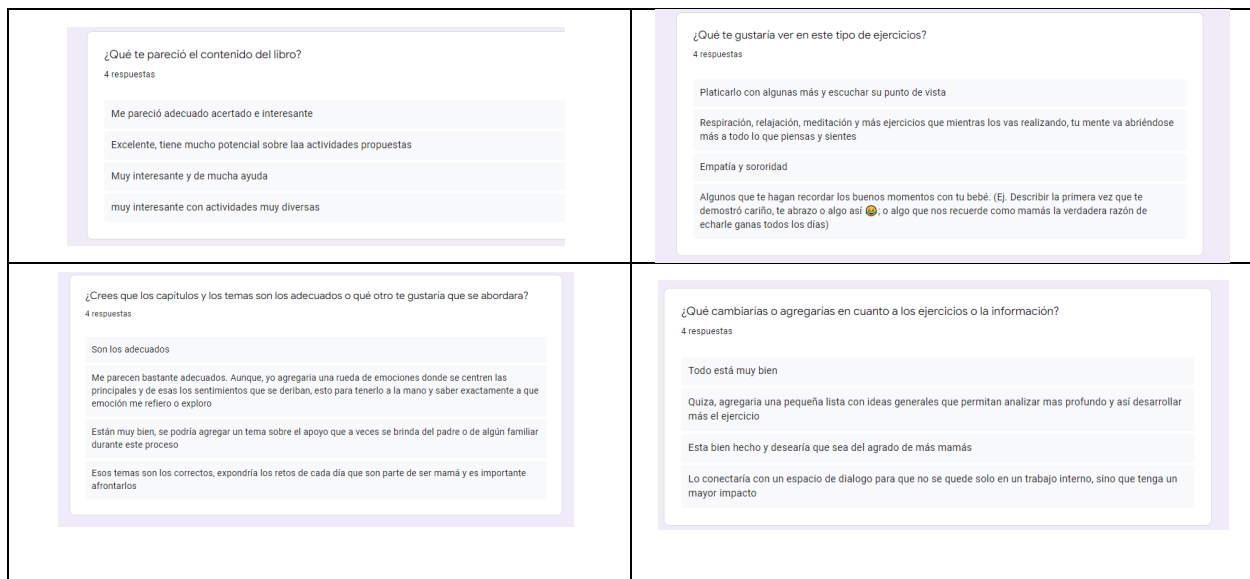 ¿Qué te pareció el contenido del libro?
4 respuestas
Me pareció adecuado acertado e interesante
Excelente, tiene mucho potencial sobre laa actividades propuestas
Muy interesante y de mucha ayuda
muy interesante con actividades muy diversas
¿Qué te gustaría ver en este tipo de ejercicios?
4 respuestas
Platicarlo con algunas más y escuchar su punto de vista
Respiración, relajación, meditación y más ejercicios que mientras los vas realizando, tu mente va abriéndose
más a todo lo que piensas y sientes
Empatía y sororidad
Algunos que te hagan recordar los buenos momentos con tu bebé. (Ej. Describir la primera vez que te
demostró cariño, te abrazo o algo así 😂; o algo que nos recuerde como mamás la verdadera razón de
echarle ganas todos los días)
¿Crees que los capítulos y los temas son los adecuados o qué otro te gustaría que se abordara?
4 respuestas
Son los adecuados
Me parecen bastante adecuados. Aunque, yo agregaria una rueda de emociones donde se centren las
principales y de esas los sentimientos que se derivan, esto para tenerlo a la mano y saber exactamente a que
emoción me refiero o exploro
Están muy bien, se podría agregar un tema sobre el apoyo que a veces se brinda del padre o de algún familiar
durante este proceso
Esos temas son los correctos, expondría los retos de cada día que son parte de ser mamá y es importante
afrontarlos
¿Qué cambiarías o agregarías en cuanto a los ejercicios o la información?
4 respuestas
Todo está muy bien
Quiza, agregaria una pequeña lista con ideas generales que permitan analizar mas profundo y así desarrollar
más el ejercicio
Esta bien hecho y desearía que sea del agrado de más mamás
Lo conectaría con un espacio de dialogo para que no se quede solo en un trabajo interno, sino que tenga un
mayor impacto